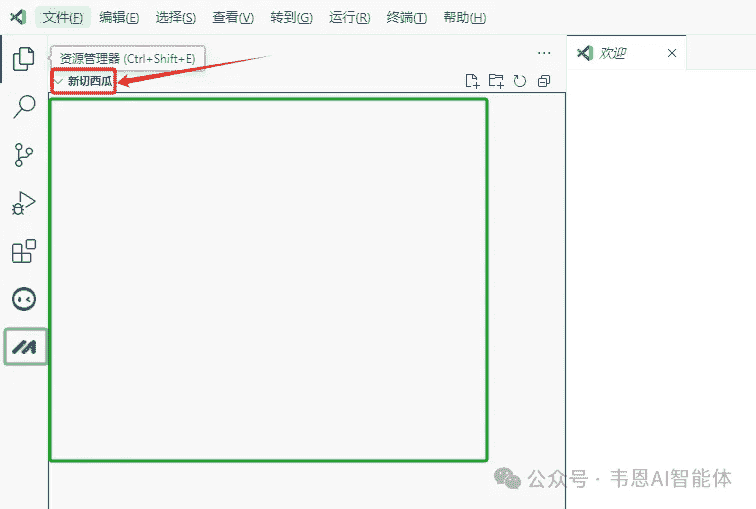 文件(F) 编辑(E) 选择(S) 查看(V) 转到(G) 运行(R) 终端(T) 帮助(H)
资源管理器 (Ctrl+Shift+E)
欢迎
新切西瓜
公众号 · 韦恩AI智能体